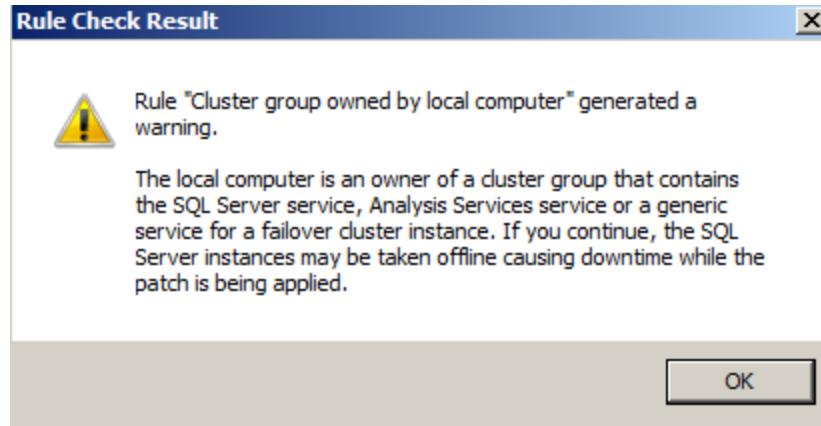 Rule Check Result
Rule "Cluster group owned by local computer" generated a
warning.
The local computer is an owner of a cluster group that contains
the SQL Server service, Analysis Services service or a generic
service for a failover cluster instance. If you continue, the SQL
Server instances may be taken offline causing downtime while the
patch is being applied.
OK